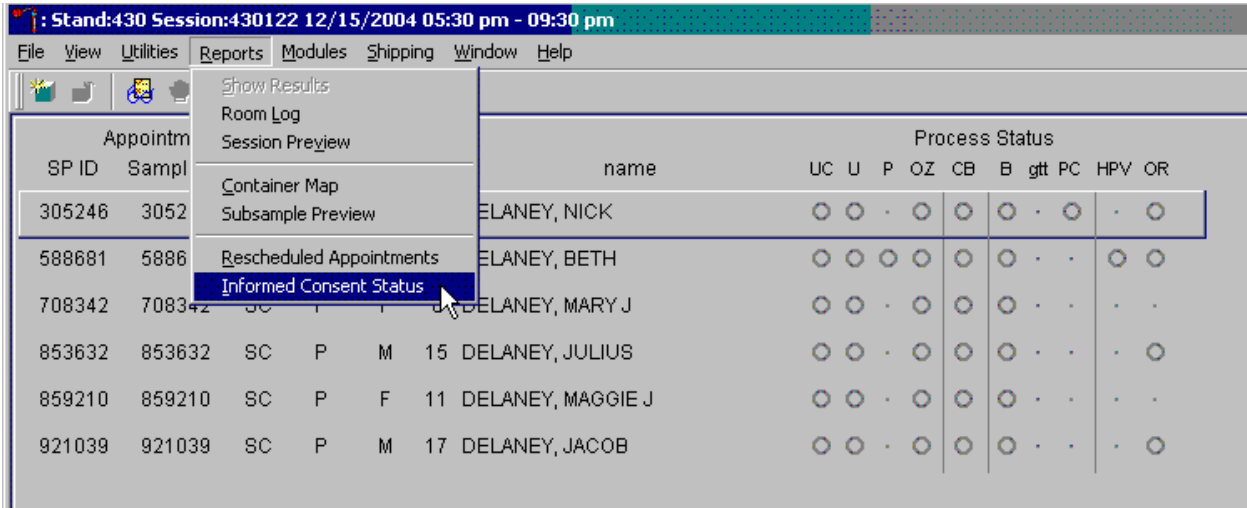 : Stand:430 Session:430122 12/15/2004 05:30 pm - 09:30 pm
File View Utilities Reports Modules Shipping Window Help
Show Results
Room Log
Session Preview
Container Map
Subsample Preview
Rescheduled Appointments
Informed Consent Status
Appointm Process Status
SP ID Sampl name UC U P OZ CB B gtt PC HPV OR
305246 3052 ELANEY, NICK
588681 5886 ELANEY, BETH
708342 708342 SC F DELANEY, MARY J
853632 853632 SC P M 15 DELANEY, JULIUS
859210 859210 SC P F 11 DELANEY, MAGGIE J
921039 921039 SC P M 17 DELANEY, JACOB